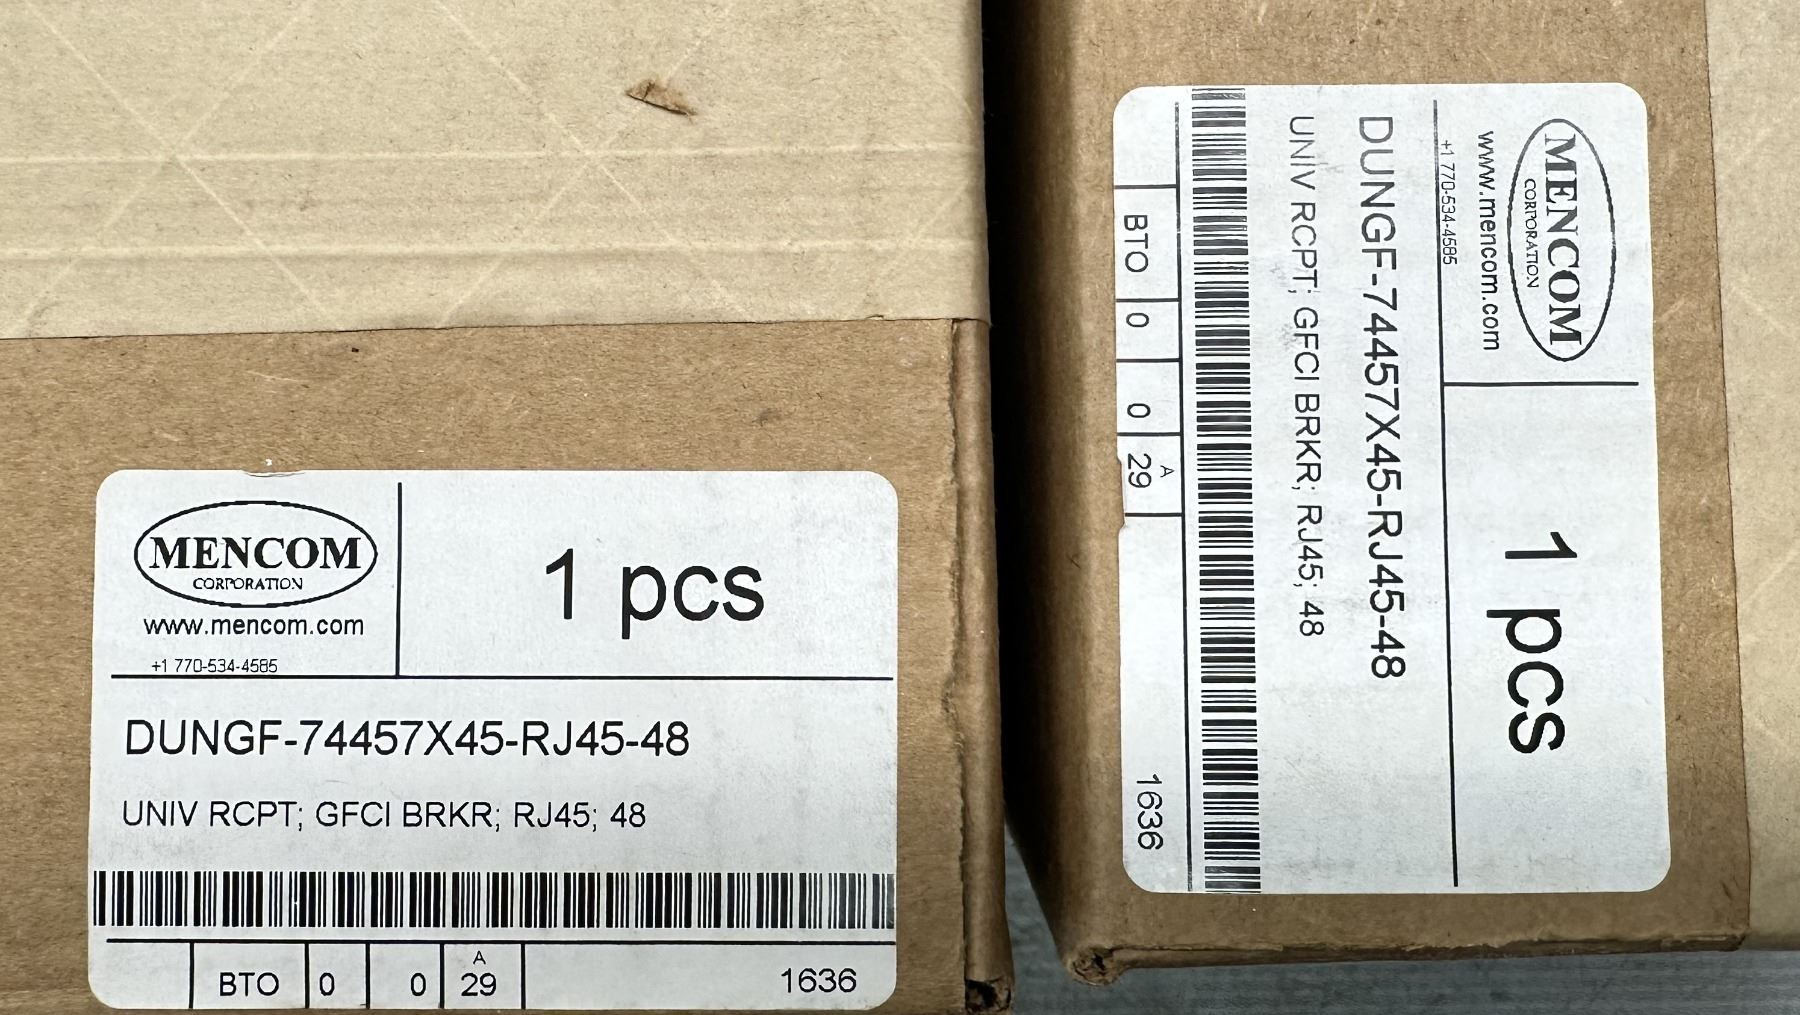 MENCOM
CORPORATION
www.mencom.com
+1 770-534-4585
1 pcs
DUNGF-74457X45-RJ45-48
UNIV RCPT; GFCI BRKR; RJ45; 48
BTO 0 0 A 29 1636
MENCOM
CORPORATION
www.mencom.com
+1 770-534-4585
1 pcs
DUNGF-74457X45-RJ45-48
UNIV RCPT; GFCI BRKR; RJ45; 48
BTO 0 0 A 29 1636